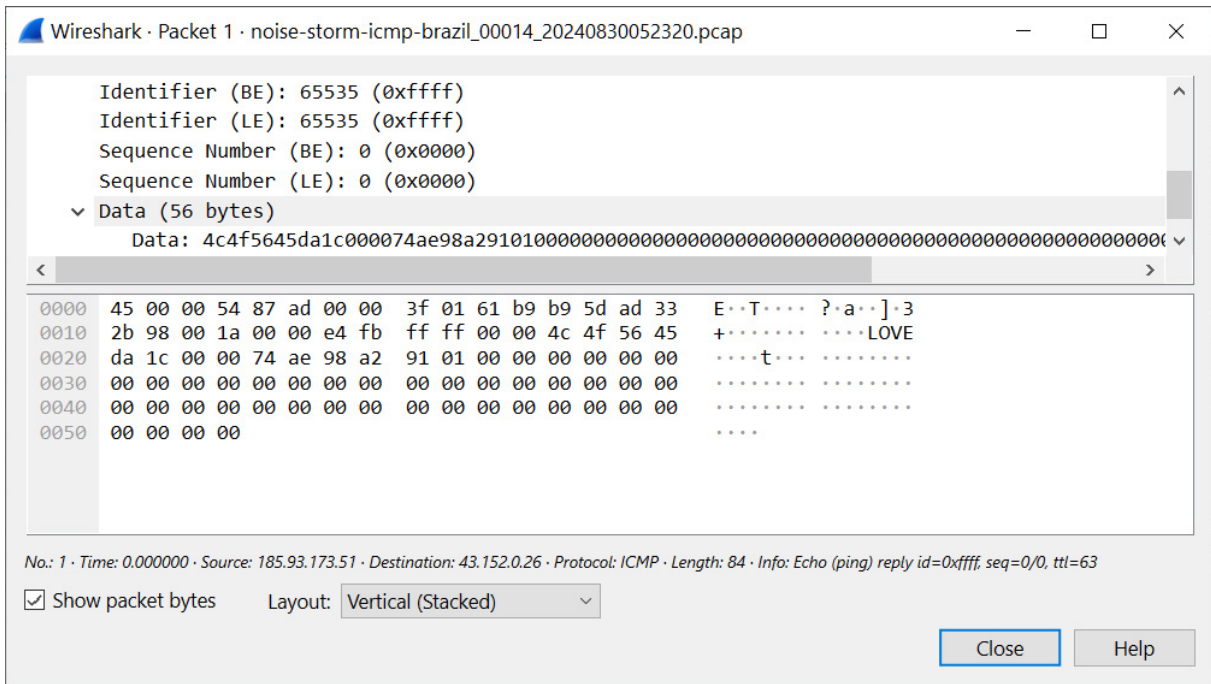 Wireshark · Packet 1 · noise-storm-icmp-brazil_00014_20240830052320.pcap
Identifier (BE): 65535 (0xffff)
Identifier (LE): 65535 (0xffff)
Sequence Number (BE): 0 (0x0000)
Sequence Number (LE): 0 (0x0000)
Data (56 bytes)
Data: 4c4f5645da1c000074ae98a291010000000000000000000000000000000000000000000000000000
0000 45 00 00 54 87 ad 00 00 3f 01 61 b9 b9 5d ad 33 E··T···· ?·a··]·3
0010 2b 98 00 1a 00 00 e4 fb ff ff 00 00 4c 4f 56 45 +······· ····LOVE
0020 da 1c 00 00 74 ae 98 a2 91 01 00 00 00 00 00 00 ····t··· ········
0030 00 00 00 00 00 00 00 00 00 00 00 00 00 00 00 00 ········ ········
0040 00 00 00 00 00 00 00 00 00 00 00 00 00 00 00 00 ········ ········
0050 00 00 00 00 ····
No.: 1 · Time: 0.000000 · Source: 185.93.173.51 · Destination: 43.152.0.26 · Protocol: ICMP · Length: 84 · Info: Echo (ping) reply id=0xffff, seq=0/0, ttl=63
Show packet bytes Layout: Vertical (Stacked)
Close Help